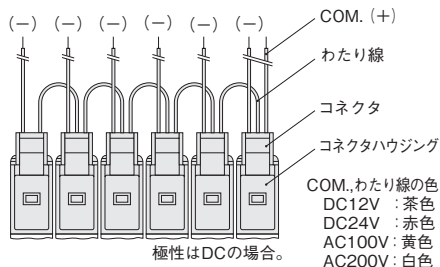 (−) (−) (−) (−) (−) (−)
COM. (+)
わたり線
コネクタ
コネクタハウジング
COM.,わたり線の色
DC12V :茶色
DC24V :赤色
AC100V:黄色
AC200V:白色
極性はDCの場合。